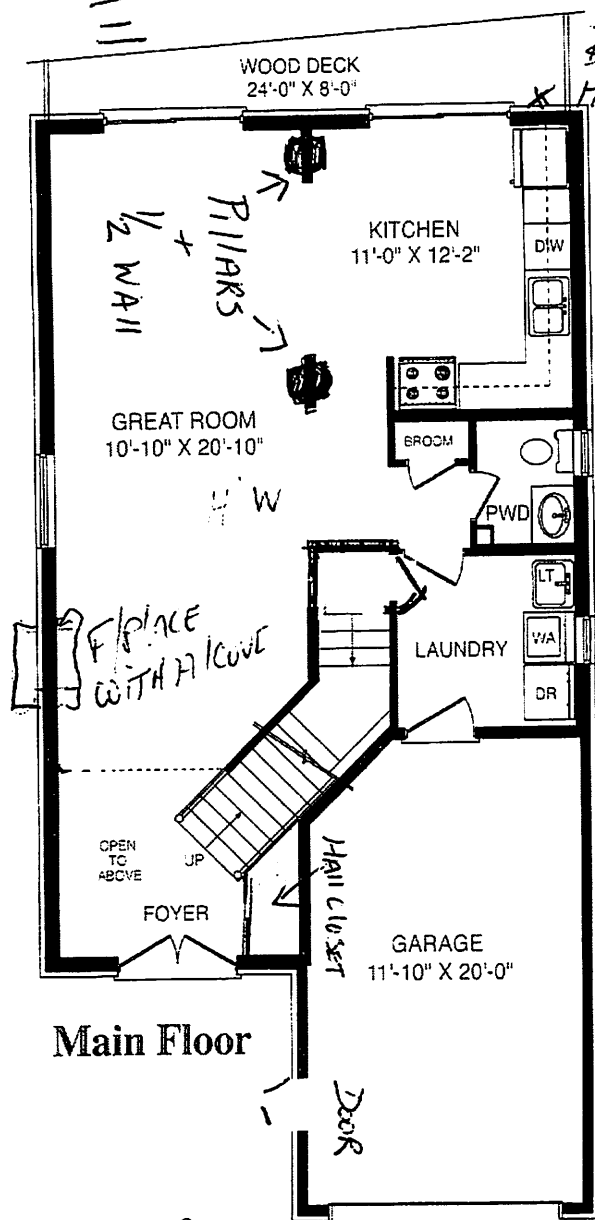 WOOD DECK
24'-0" X 8'-0"
X
PILLARS
+
1/2 WALL
KITCHEN
11'-0" X 12'-2"
DW
GREAT ROOM
10'-10" X 20'-10"
BROOM
PWD
H'W
LT
F/PLACE
WITH ALCOVE
LAUNDRY
WA
DR
OPEN
TO
ABOVE
UP
HALL CLOSET
FOYER
GARAGE
11'-10" X 20'-0"
Main Floor
DOOR